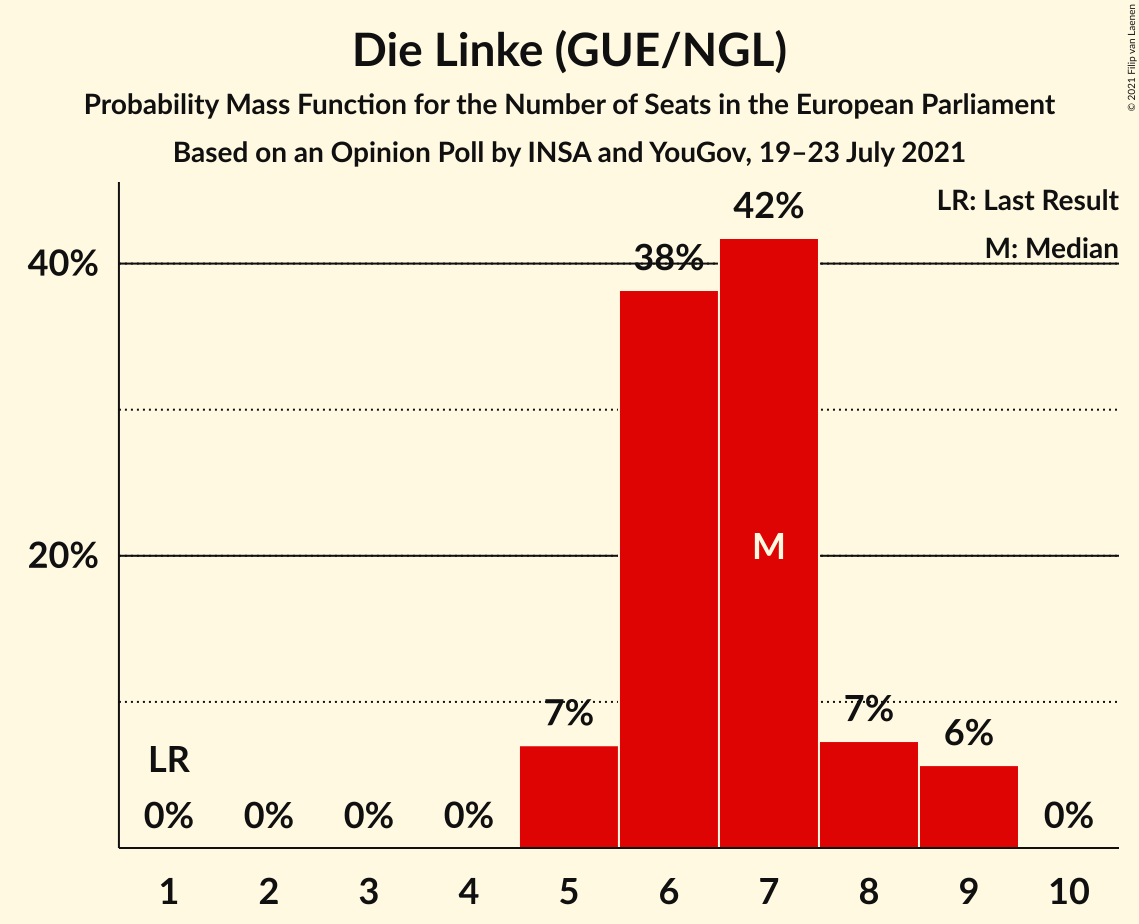 Die Linke (GUE/NGL)
Probability Mass Function for the Number of Seats in the European Parliament
Based on an Opinion Poll by INSA and YouGov, 19–23 July 2021
© 2021 Filip van Laenen
LR: Last Result
M: Median
40%
20%
LR
0%
0%
0%
0%
7%
38%
42%
M
7%
6%
0%
1 2 3 4 5 6 7 8 9 10